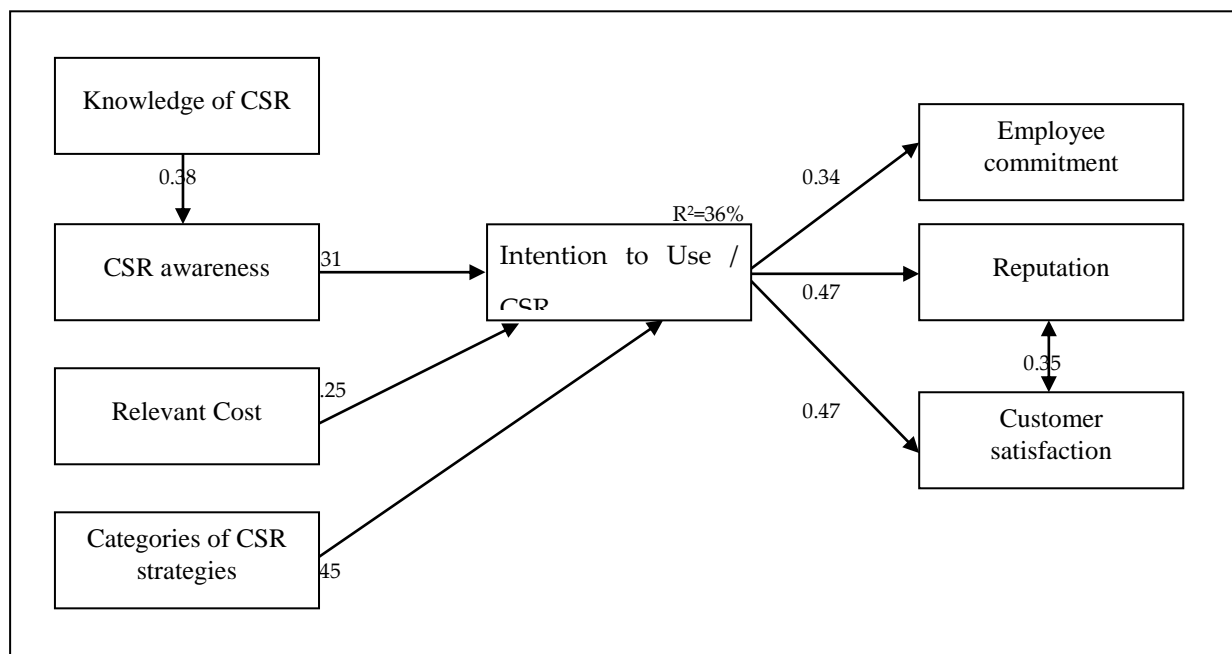 Knowledge of CSR
0.38
CSR awareness
31
Relevant Cost
.25
Categories of CSR
strategies
45
R²=36%
Intention to Use /
CSR
0.34
0.47
0.47
Employee
commitment
Reputation
0.35
Customer
satisfaction